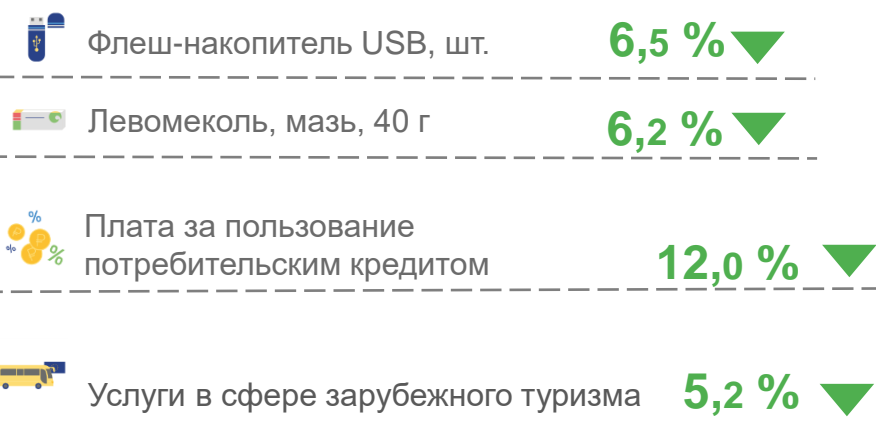 Флеш-накопитель USB, шт. 6,5 %
Левомеколь, мазь, 40 г 6,2 %
%
% %
Плата за пользование
потребительским кредитом 12,0 %
Услуги в сфере зарубежного туризма 5,2 %